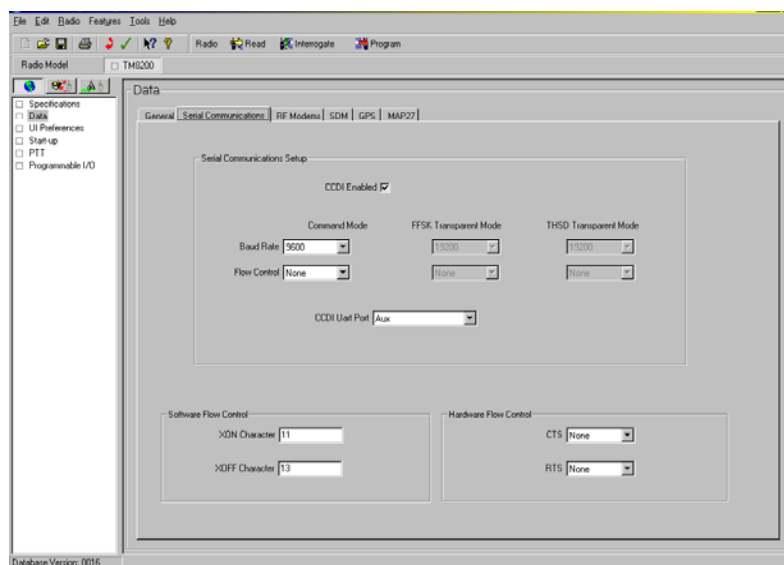 File Edit Radio Features Tools Help
Radio Read Interrogate Program
Radio Model TM8200
Specifications
Data
UI Preferences
Start-up
PTT
Programmable I/O
Data
General Serial Communications RF Modems SDM GPS MAP27
Serial Communications Setup
CCDI Enabled
Command Mode FFSK Transparent Mode THSD Transparent Mode
Baud Rate 9600 19200 19200
Flow Control None None None
CCDI Uart Port Aux
Software Flow Control
XON Character 11
XOFF Character 13
Hardware Flow Control
CTS None
RTS None
Database Version: 0016